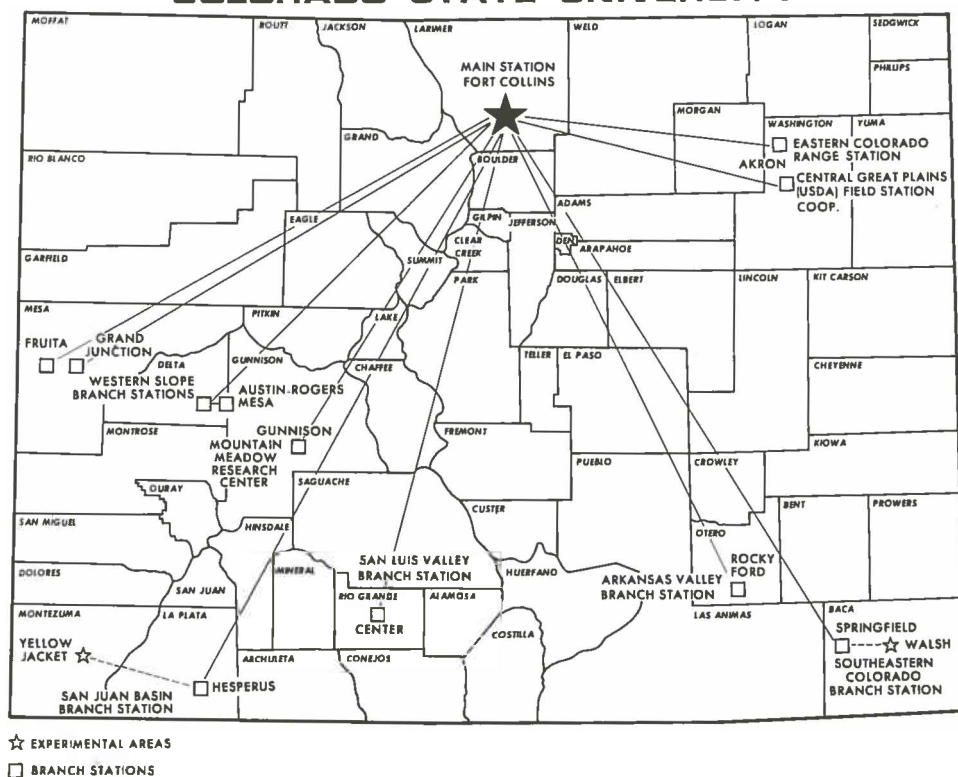 COLORADO STATE UNIVERSITY
MOFFAT
ROUTT
JACKSON
LARIMER
WELD
LOGAN
SEDGWICK
PHILLIPS
MAIN STATION
FORT COLLINS
MORGAN
WASHINGTON
YUMA
GRAND
RIO BLANCO
BOULDER
EASTERN COLORADO
RANGE STATION
AKRON
CENTRAL GREAT PLAINS
(USDA) FIELD STATION
COOP.
EAGLE
GILPIN
JEFFERSON
ADAMS
CLEAR
CREEK
DEN
ARAPAHOE
GARFIELD
SUMMIT
PARK
DOUGLAS
ELBERT
LINCOLN
KIT CARSON
MESA
PITKIN
LAKE
FRUITA
GRAND
JUNCTION
DELTA
GUNNISON
CHAFFEE
TELLER
EL PASO
CHEYENNE
WESTERN SLOPE
BRANCH STATIONS
AUSTIN-ROGERS
MESA
MONTROSE
GUNNISON
MOUNTAIN
MEADOW
RESEARCH
CENTER
FREMONT
KIOWA
PUEBLO
CROWLEY
OURAY
SAGUACHE
CUSTER
BENT
PROWERS
SAN MIGUEL
HINSDALE
OTERO
DOLORES
SAN JUAN
MINERAL
SAN LUIS VALLEY
BRANCH STATION
HUERFANO
ROCKY
FORD
ARKANSAS VALLEY
BRANCH STATION
MONTEZUMA
LA PLATA
RIO GRANDE
ALAMOSA
CENTER
LAS ANIMAS
BACA
YELLOW
JACKET
ARCHULETA
CONEJOS
COSTILLA
SPRINGFIELD
WALSH
SOUTHEASTERN
COLORADO
BRANCH STATION
HESPERUS
SAN JUAN BASIN
BRANCH STATION
EXPERIMENTAL AREAS
BRANCH STATIONS